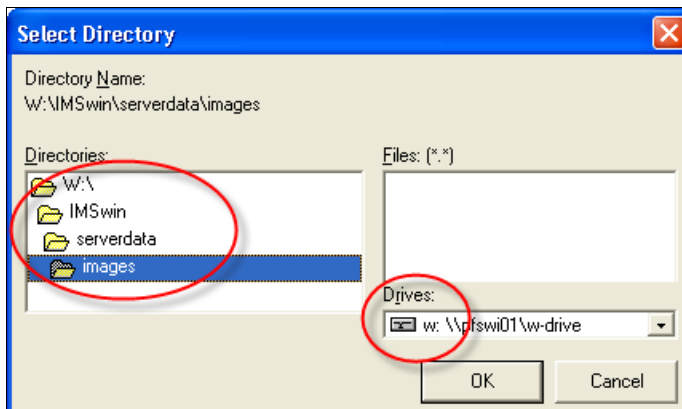 Select Directory
Directory Name:
W:\IMSwin\serverdata\images
Directories:
Files: (*.*)
W:\
IMSwin
serverdata
images
Drives:
w: \\pfswi01\w-drive
OK
Cancel